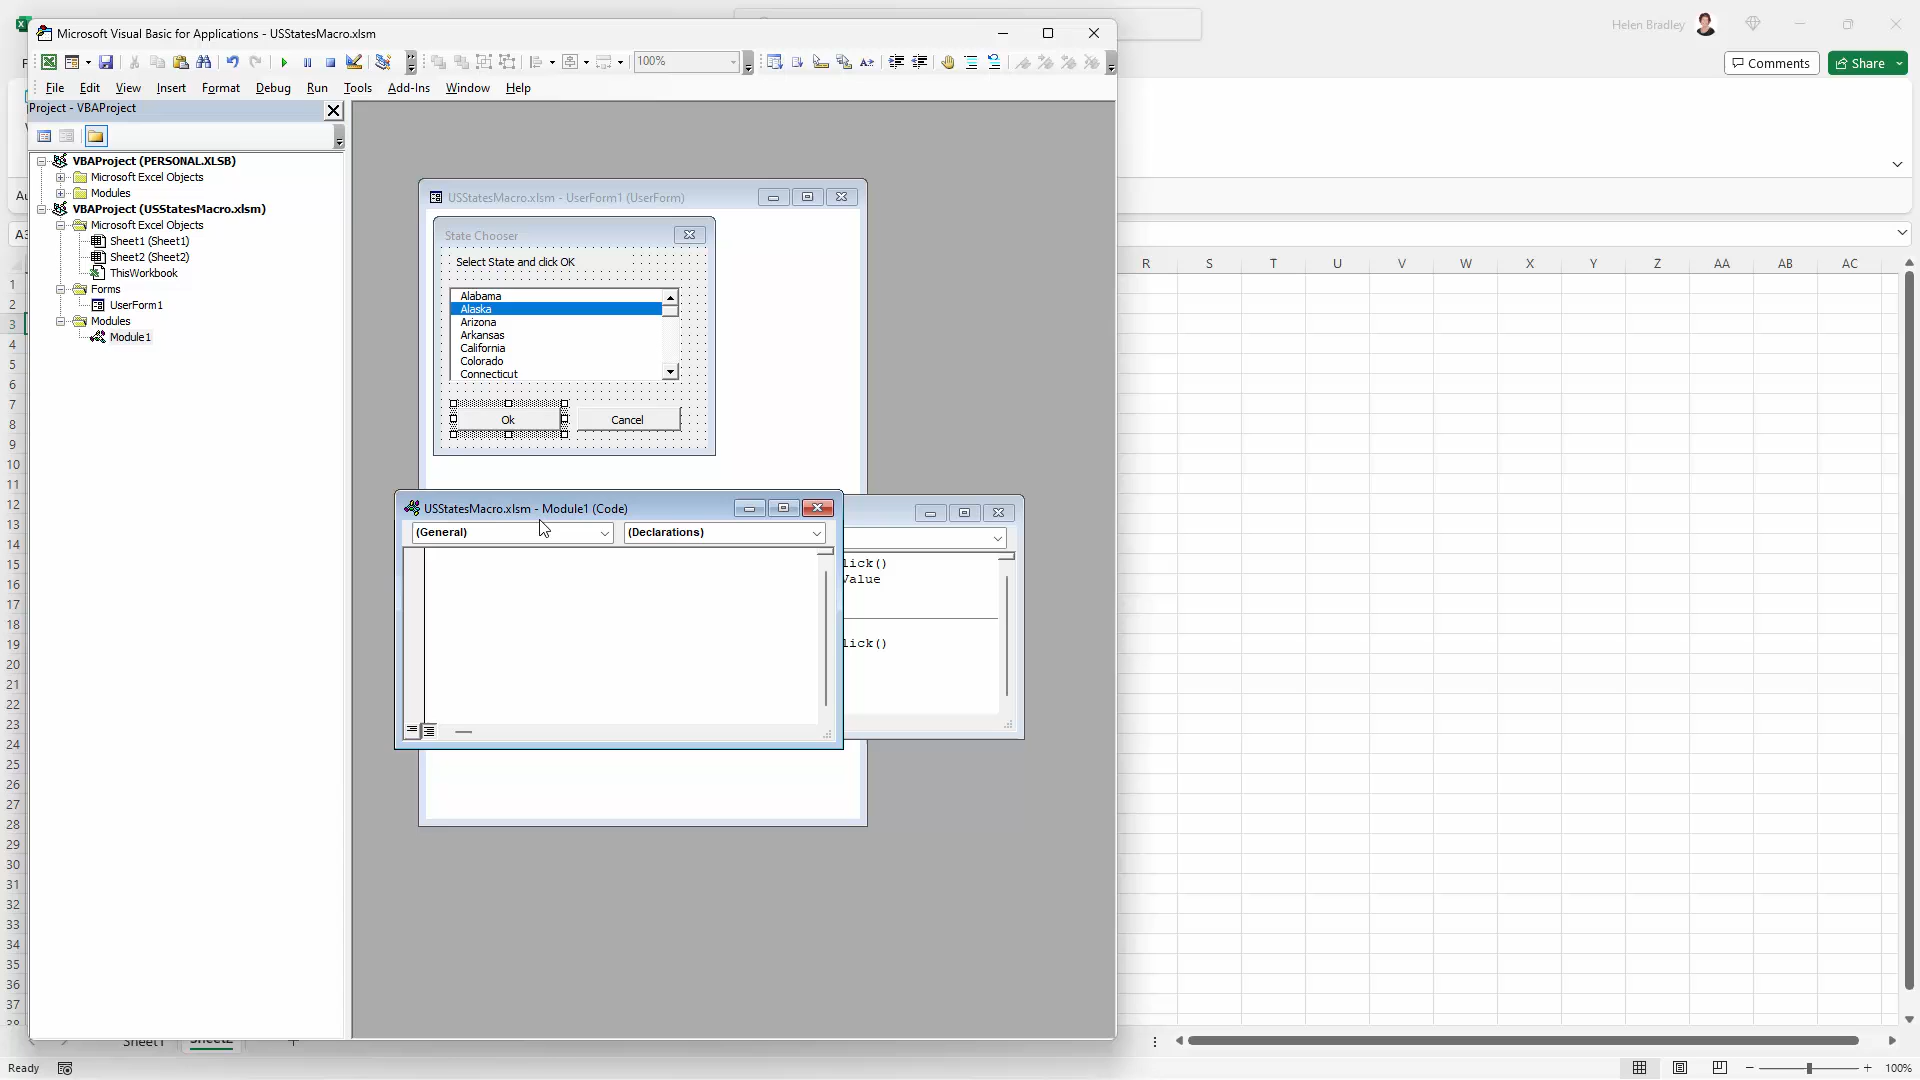 Microsoft Visual Basic for Applications - USStatesMacro.xlsm
Helen Bradley
100%
Comments
Share
File Edit View Insert Format Debug Run Tools Add-Ins Window Help
Project - VBAProject
VBAProject (PERSONAL.XLSB)
Microsoft Excel Objects
Modules
VBAProject (USStatesMacro.xlsm)
Microsoft Excel Objects
Sheet1 (Sheet1)
Sheet2 (Sheet2)
ThisWorkbook
Forms
UserForm1
Modules
Module1
USStatesMacro.xlsm - UserForm1 (UserForm)
State Chooser
Select State and click OK
Alabama
Alaska
Arizona
Arkansas
California
Colorado
Connecticut
Ok Cancel
USStatesMacro.xlsm - Module1 (Code)
(General) (Declarations)
lick()
Value
lick()
R S T U V W X Y Z AA AB AC
1
2
3
4
5
6
7
8
9
10
11
12
13
14
15
16
17
18
19
20
21
22
23
24
25
26
27
28
29
30
31
32
33
34
35
36
37
38
Sheet1 Sheet2
Ready
100%